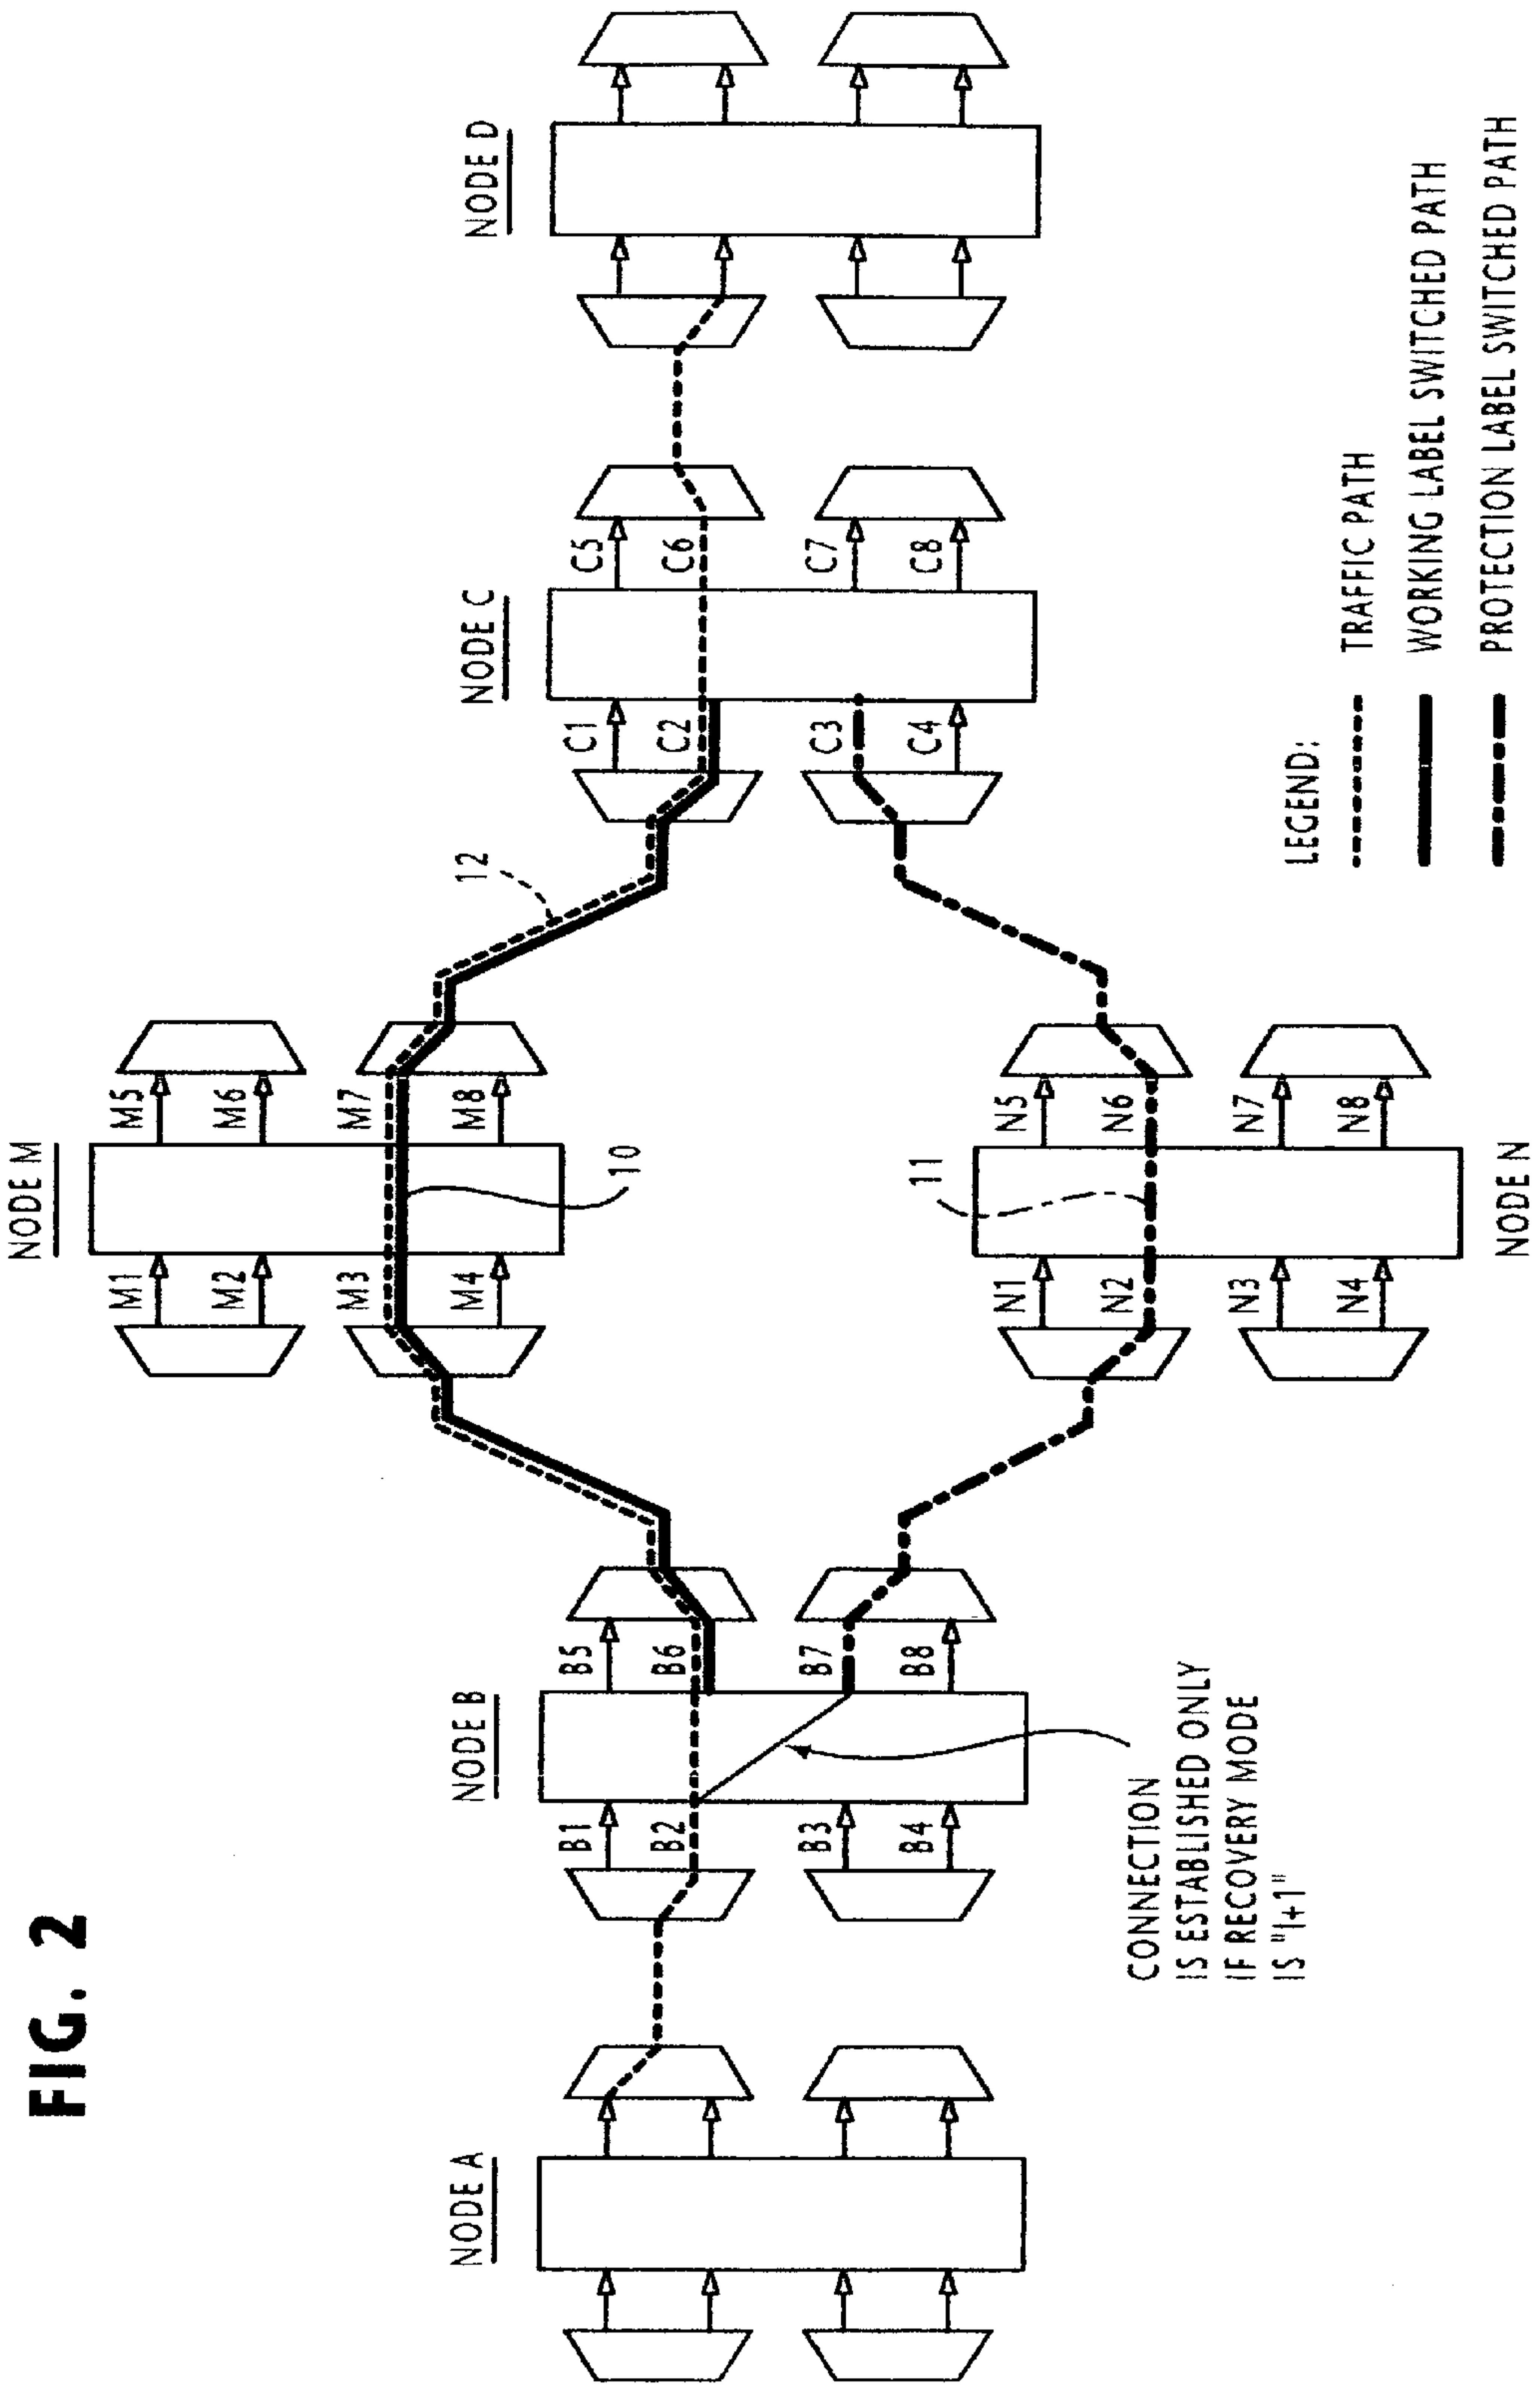 FIG. 2
NODE M
M1
M2
M3
M4
M5
M6
M7
M8
10
12
NODE A
NODE B
B1
B2
B3
B4
B5
B6
B7
B8
NODE C
C1
C2
C3
C4
C5
C6
C7
C8
NODE D
11
N1
N2
N3
N4
N5
N6
N7
N8
NODE N
CONNECTION
IS ESTABLISHED ONLY
IF RECOVERY MODE
IS "1+1"
LEGEND:
TRAFFIC PATH
WORKING LABEL SWITCHED PATH
PROTECTION LABEL SWITCHED PATH